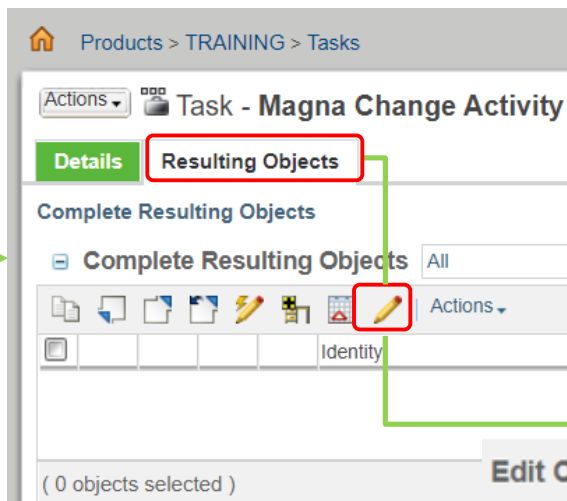 Products > TRAINING > Tasks
Actions Task - Magna Change Activity
Details Resulting Objects
Complete Resulting Objects
Complete Resulting Objects All
Actions
Identity
( 0 objects selected ) Edit